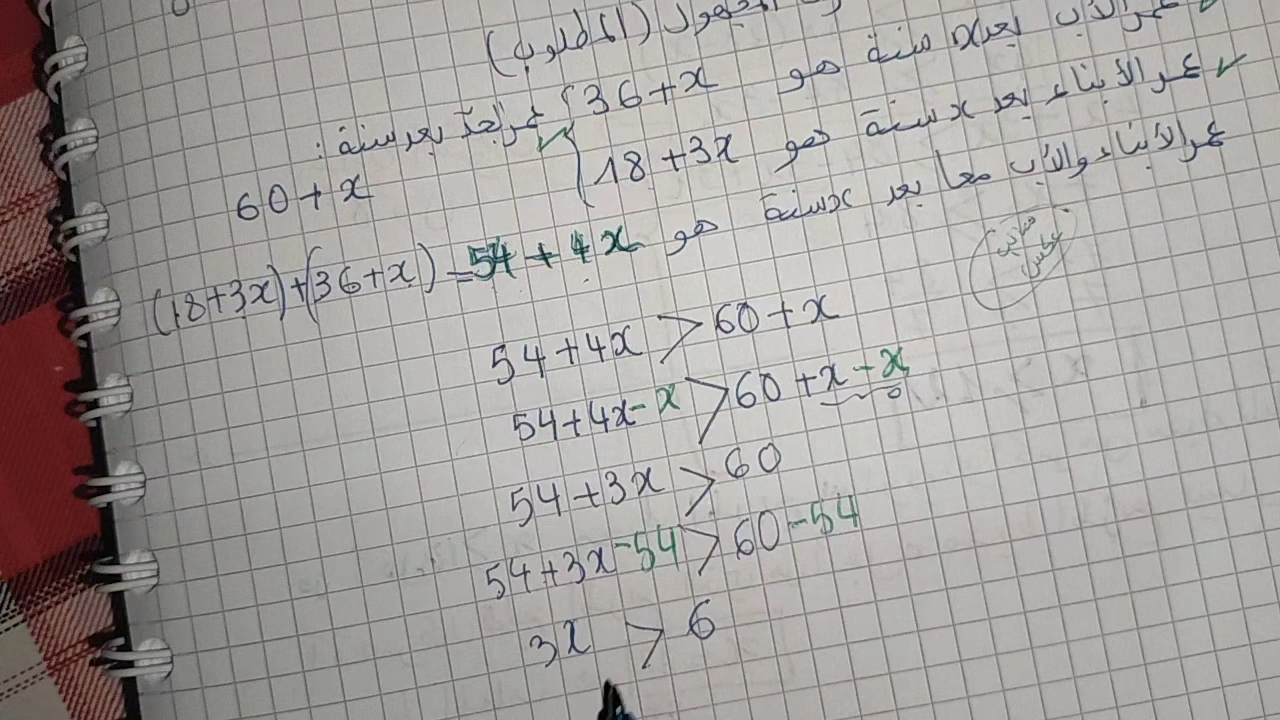 المجهول (المطلوب)
عمر الأب بعد x سنة هو 36+x
عمر الأبناء بعد x سنة هو 18+3x
عمر الجد بعد سنة :
60+x
عمر الأبناء والأب معا بعد x سنة هو
(18+3x)+(36+x)=54+4x
54+4x > 60+x
54+4x-x > 60+x-x
0
54+3x > 60
54+3x-54 > 60-54
3x > 6